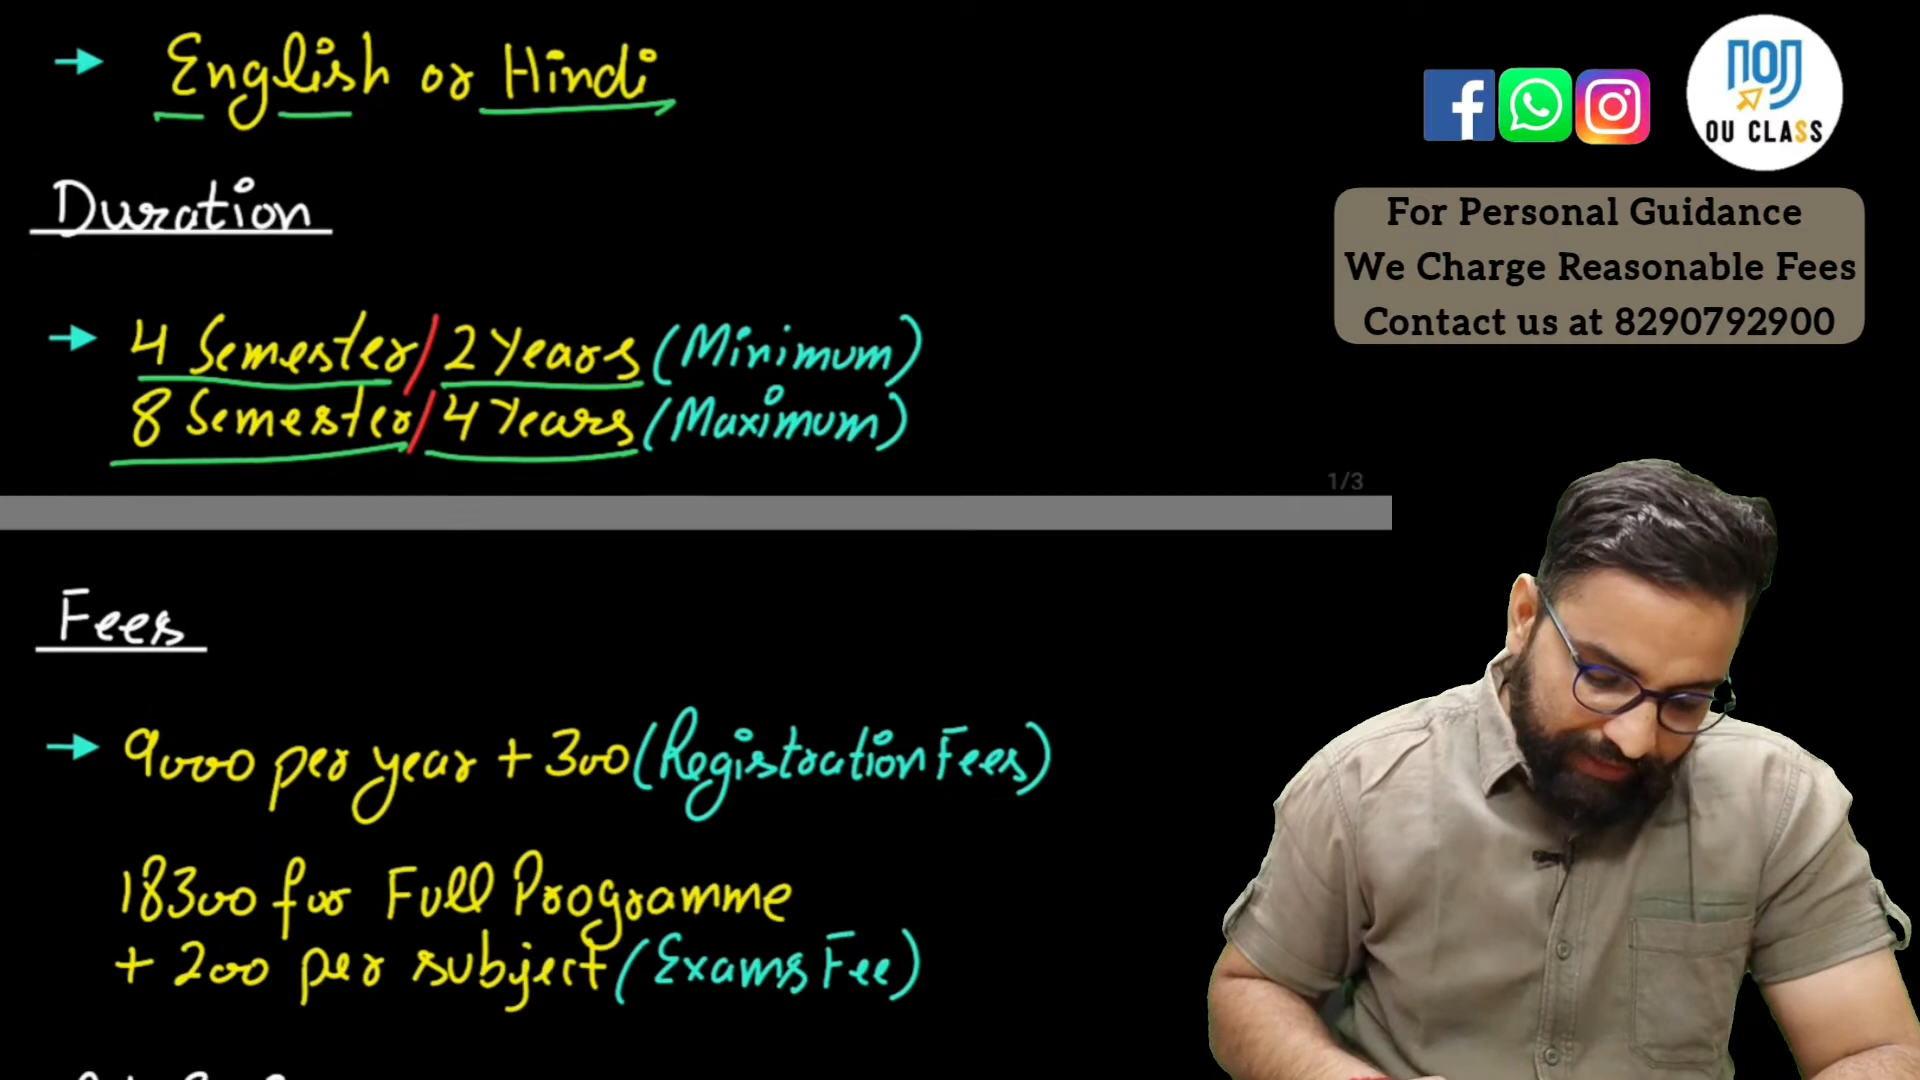 → English or Hindi
Duration
→ 4 Semester/2 Years (Minimum)
8 Semester/4 Years (Maximum)
1/3
Fees
→ 9000 per year + 300 (Registration Fees)
18300 for Full Programme
+ 200 per subject (Exams Fee)
OU CLASS
For Personal Guidance
We Charge Reasonable Fees
Contact us at 8290792900